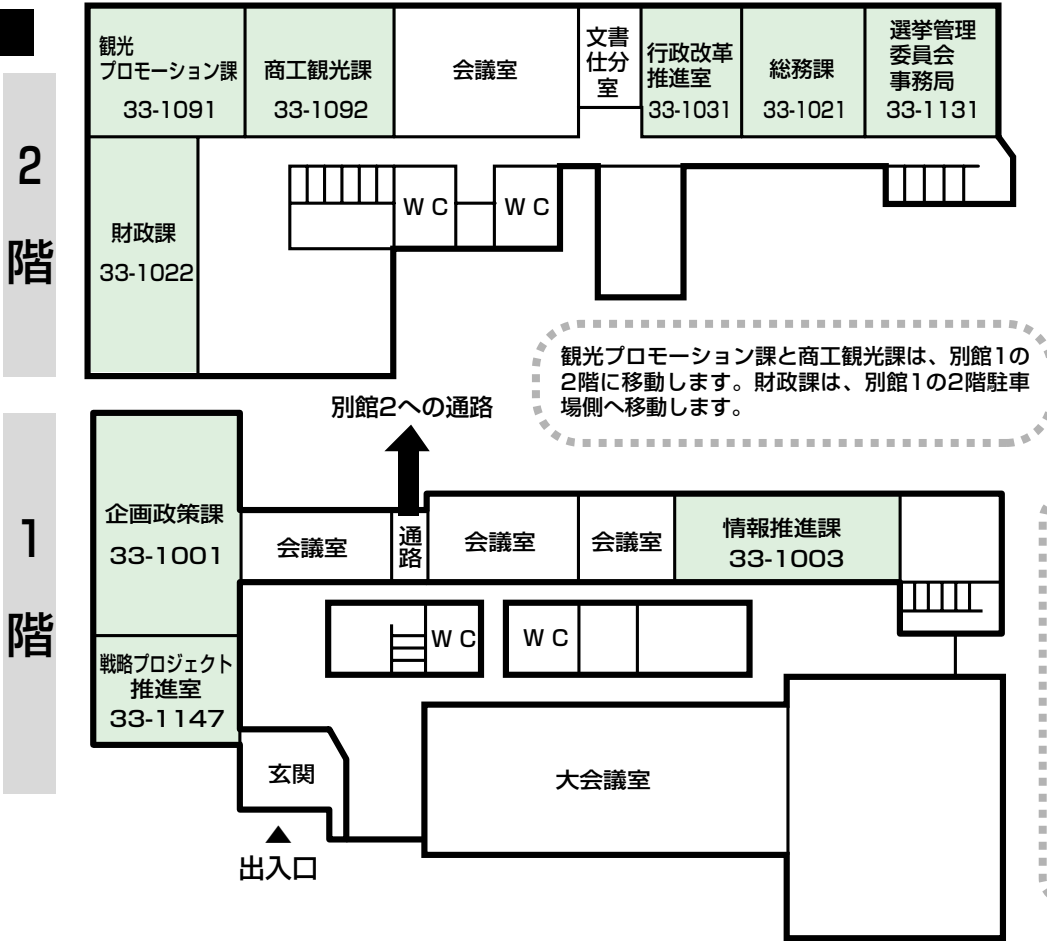 2階
観光
プロモーション課
33-1091
商工観光課
33-1092
会議室
文書
仕分
室
行政改革
推進室
33-1031
総務課
33-1021
選挙管理
委員会
事務局
33-1131
財政課
33-1022
W C
W C
観光プロモーション課と商工観光課は、別館1の
2階に移動します。財政課は、別館1の2階駐車
場側へ移動します。
別館2への通路
1階
企画政策課
33-1001
会議室
通路
会議室
会議室
情報推進課
33-1003
W C
W C
戦略プロジェクト
推進室
33-1147
玄関
大会議室
出入口